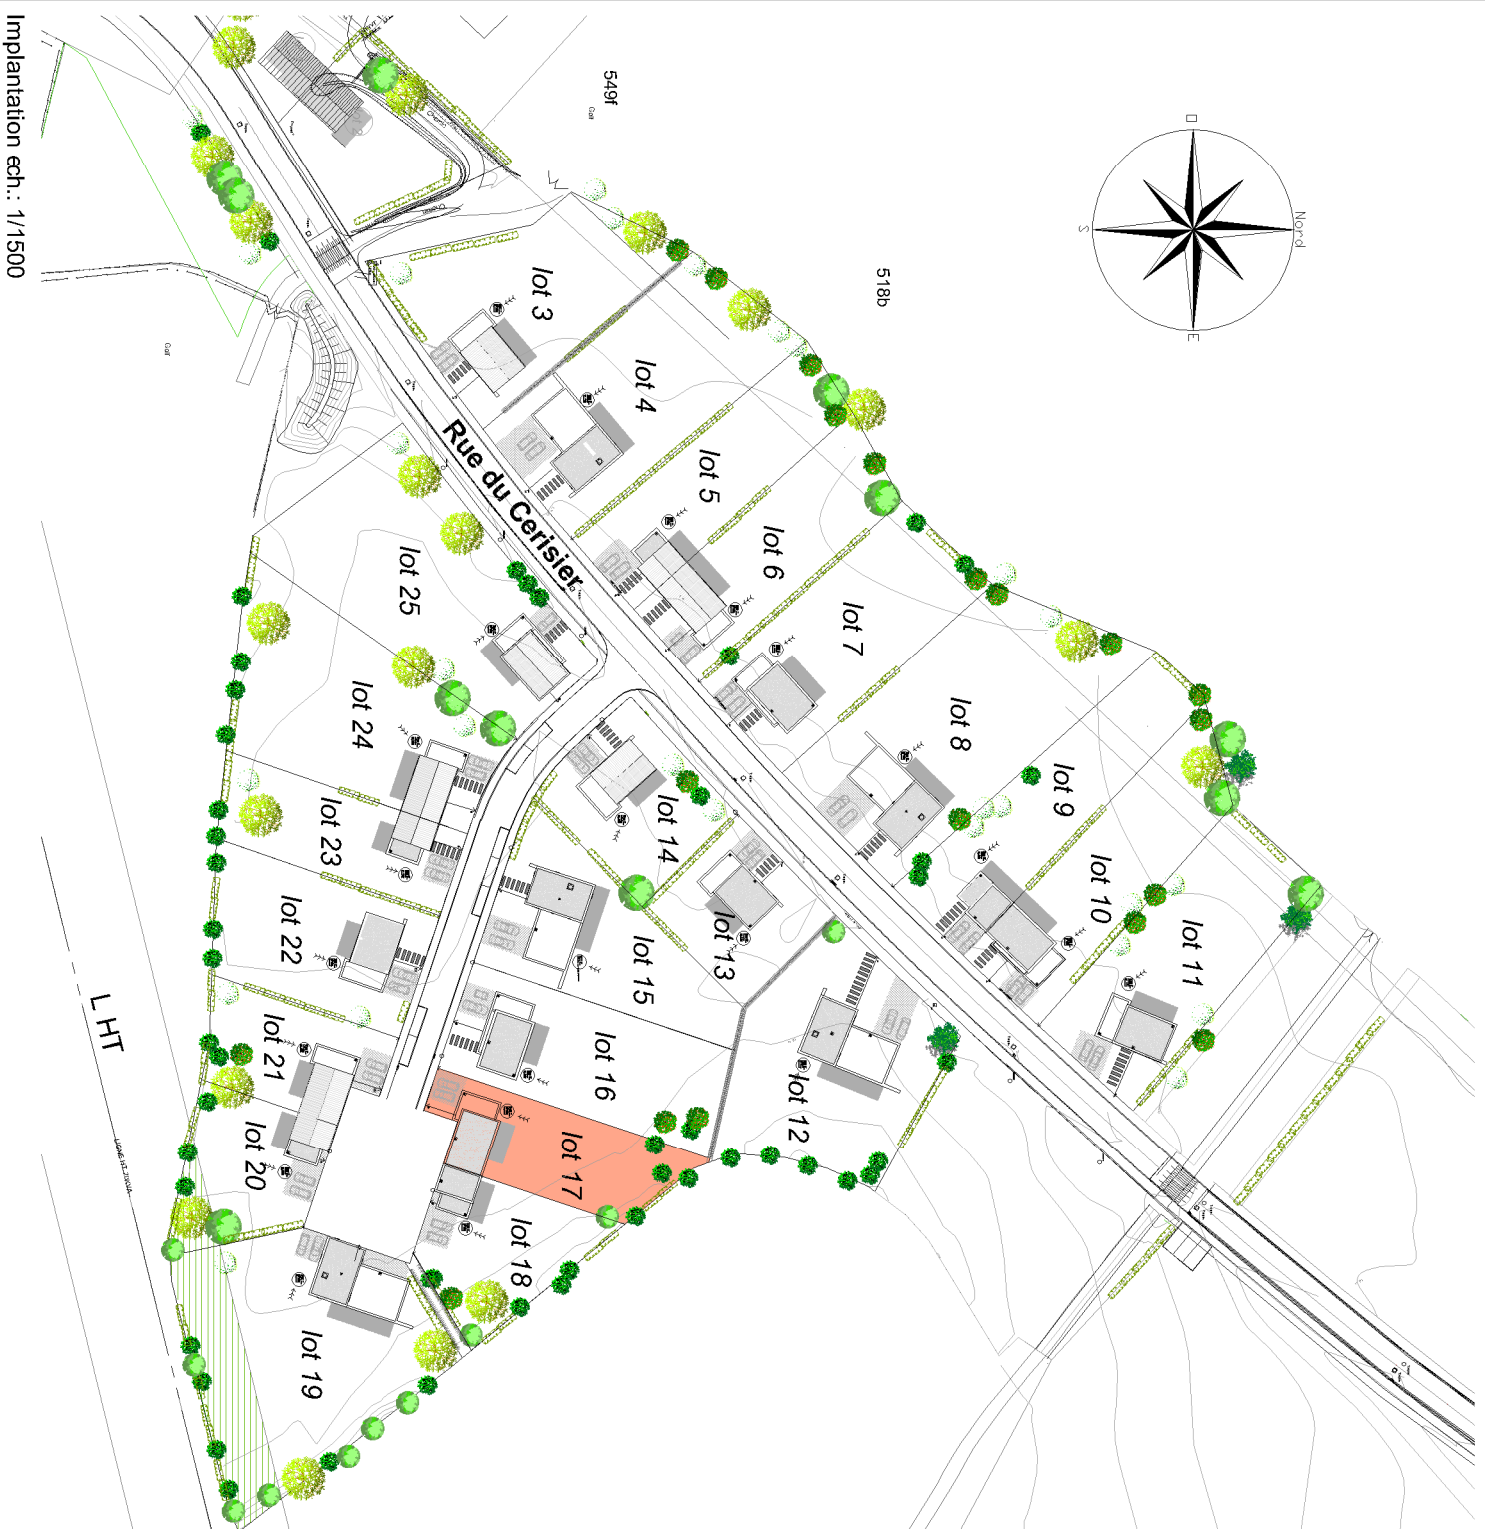 Implantation ech.: 1/1500
549f
518b
Nord
O
S
E
lot 3
lot 4
lot 5
lot 6
lot 7
lot 8
lot 9
lot 10
lot 11
Rue du Cerisier
lot 25
lot 24
lot 23
lot 22
lot 21
lot 20
lot 19
lot 18
lot 17
lot 16
lot 15
lot 14
lot 13
lot 12
L HT